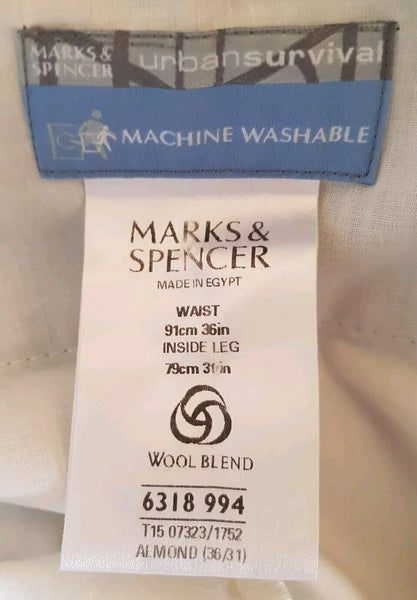 MARKS &
SPENCER
urbansurvival
MACHINE WASHABLE
MARKS &
SPENCER
MADE IN EGYPT
WAIST
91cm 36in
INSIDE LEG
79cm 31in
WOOL BLEND
6318 994
T15 07323/1752
ALMOND (36/31)